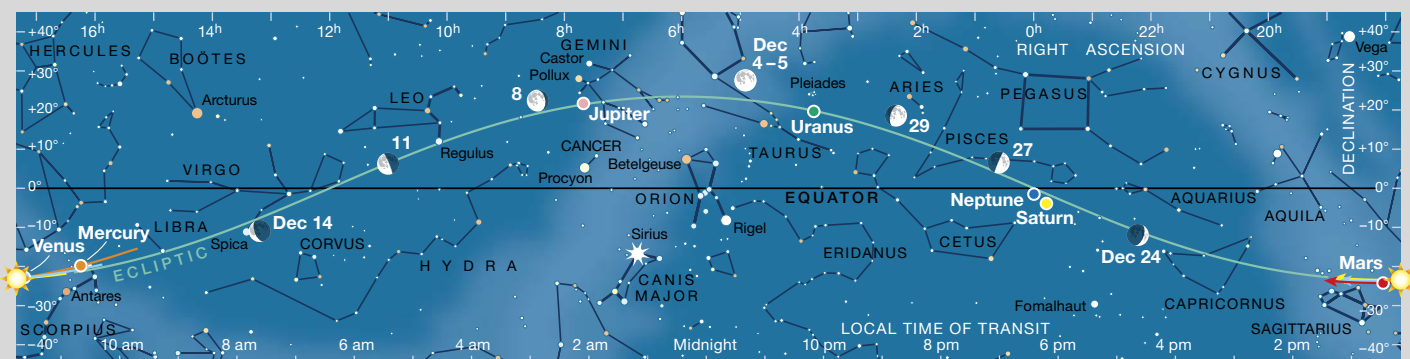 +40° 16h 14h 12h 10h 8h 6h 4h 2h 0h 22h 20h +40°
HERCULES
BOÖTES
GEMINI
Castor
Pollux
Dec
4–5
RIGHT ASCENSION
Vega
+30°
+30°
CYGNUS
8
LEO
Arcturus
Jupiter
Pleiades
Uranus
ARIES
29
PEGASUS
DECLINATION
+20°
+20°
11
Regulus
CANCER
Procyon
Betelgeuse
TAURUS
PISCES
27
+10°
+10°
VIRGO
0°
0°
ORION
EQUATOR
Neptune
Saturn
AQUARIUS
AQUILA
–10°
–10°
LIBRA
Spica
Dec 14
CORVUS
HYDRA
Sirius
Rigel
ERIDANUS
CETUS
Dec 24
Venus
Mercury
ECLIPTIC
Mars
–20°
Antares
CANIS
MAJOR
Fomalhaut
CAPRICORNUS
–30°
–30°
SCORPIUS
LOCAL TIME OF TRANSIT
SAGITTARIUS
–40° 10 am 8 am 6 am 4 am 2 am Midnight 10 pm 8 pm 6 pm 4 pm 2 pm –40°